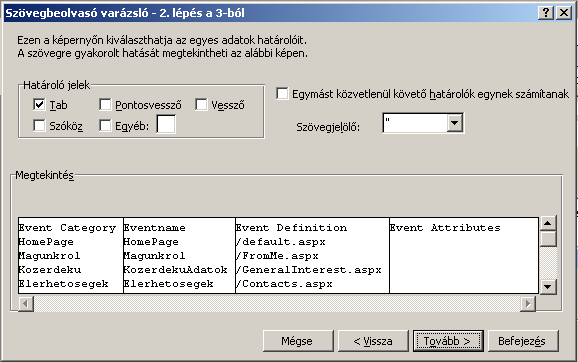 Szövegbeolvasó varázsló - 2. lépés a 3-ból
Ezen a képernyőn kiválaszthatja az egyes adatok határolóit.
A szövegre gyakorolt hatását megtekintheti az alábbi képen.
Határoló jelek
Tab Pontosvessző Vessző
Szóköz Egyéb:
Egymást közvetlenül követő határolók egynek számítanak
Szövegjelölő: "
Megtekintés
Event Category Eventname Event Definition Event Attributes
HomePage HomePage /default.aspx
Magunkrol Magunkrol /FromMe.aspx
Kozerdeku KozerdekuAdatok /GeneralInterest.aspx
Elerhetosegek Elerhetosegek /Contacts.aspx
Mégse < Vissza Tovább > Befejezés